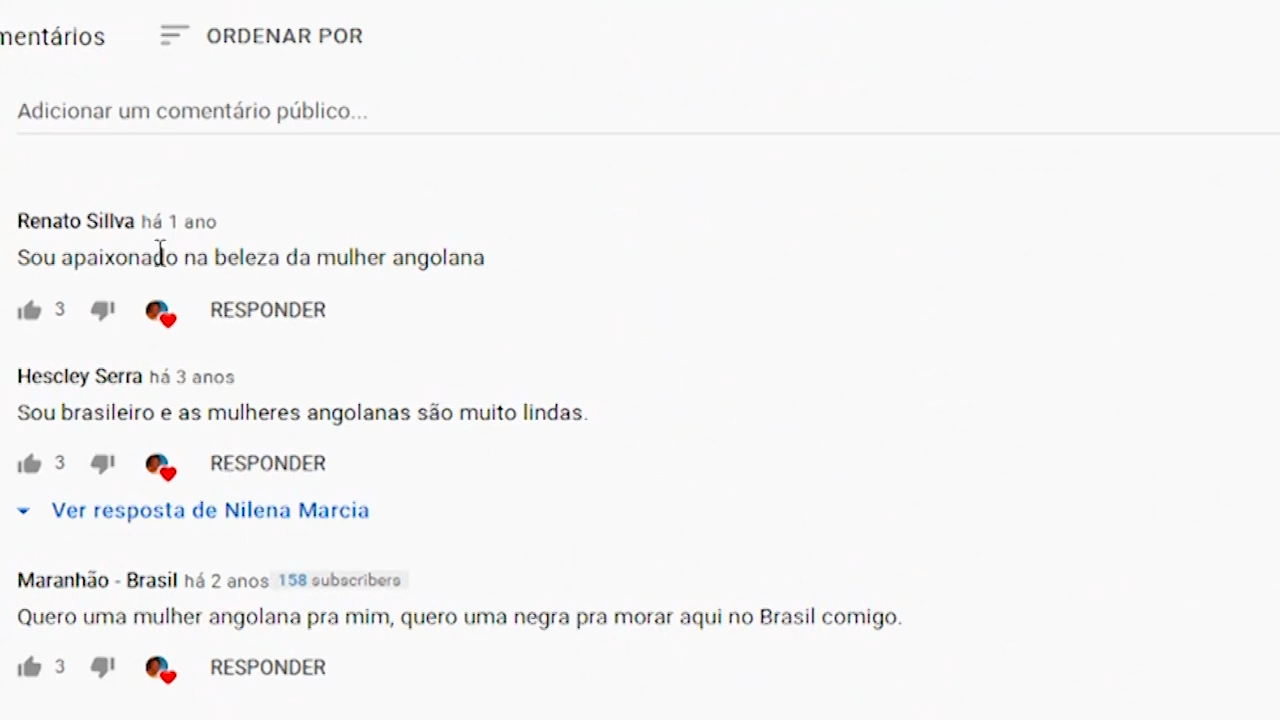 mentários ORDENAR POR
Adicionar um comentário público...
Renato Sillva há 1 ano
Sou apaixonado na beleza da mulher angolana
3 RESPONDER
Hescley Serra há 3 anos
Sou brasileiro e as mulheres angolanas são muito lindas.
3 RESPONDER
Ver resposta de Nilena Marcia
Maranhão - Brasil há 2 anos 158 subscribers
Quero uma mulher angolana pra mim, quero uma negra pra morar aqui no Brasil comigo.
3 RESPONDER